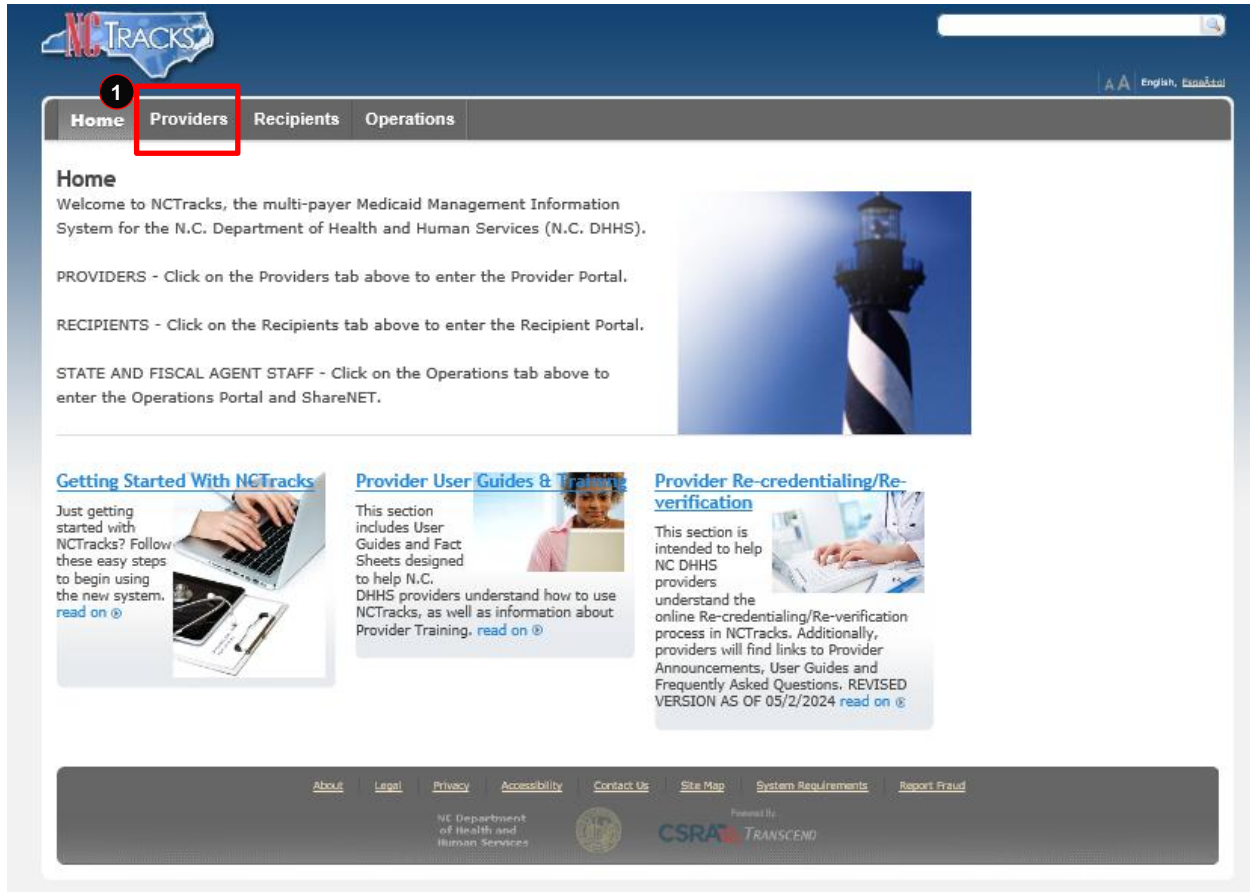 NC TRACKS
A A English, Español
1
Home Providers Recipients Operations
Home
Welcome to NCTracks, the multi-payer Medicaid Management Information
System for the N.C. Department of Health and Human Services (N.C. DHHS).
PROVIDERS - Click on the Providers tab above to enter the Provider Portal.
RECIPIENTS - Click on the Recipients tab above to enter the Recipient Portal.
STATE AND FISCAL AGENT STAFF - Click on the Operations tab above to
enter the Operations Portal and ShareNET.
Getting Started With NCTracks
Just getting
started with
NCTracks? Follow
these easy steps
to begin using
the new system.
read on
Provider User Guides & Training
This section
includes User
Guides and Fact
Sheets designed
to help N.C.
DHHS providers understand how to use
NCTracks, as well as information about
Provider Training. read on
Provider Re-credentialing/Re-
verification
This section is
intended to help
NC DHHS
providers
understand the
online Re-credentialing/Re-verification
process in NCTracks. Additionally,
providers will find links to Provider
Announcements, User Guides and
Frequently Asked Questions. REVISED
VERSION AS OF 05/2/2024 read on
About Legal Privacy Accessibility Contact Us Site Map System Requirements Report Fraud
NC Department
of Health and
Human Services
Powered By
CSRA TRANSCEND